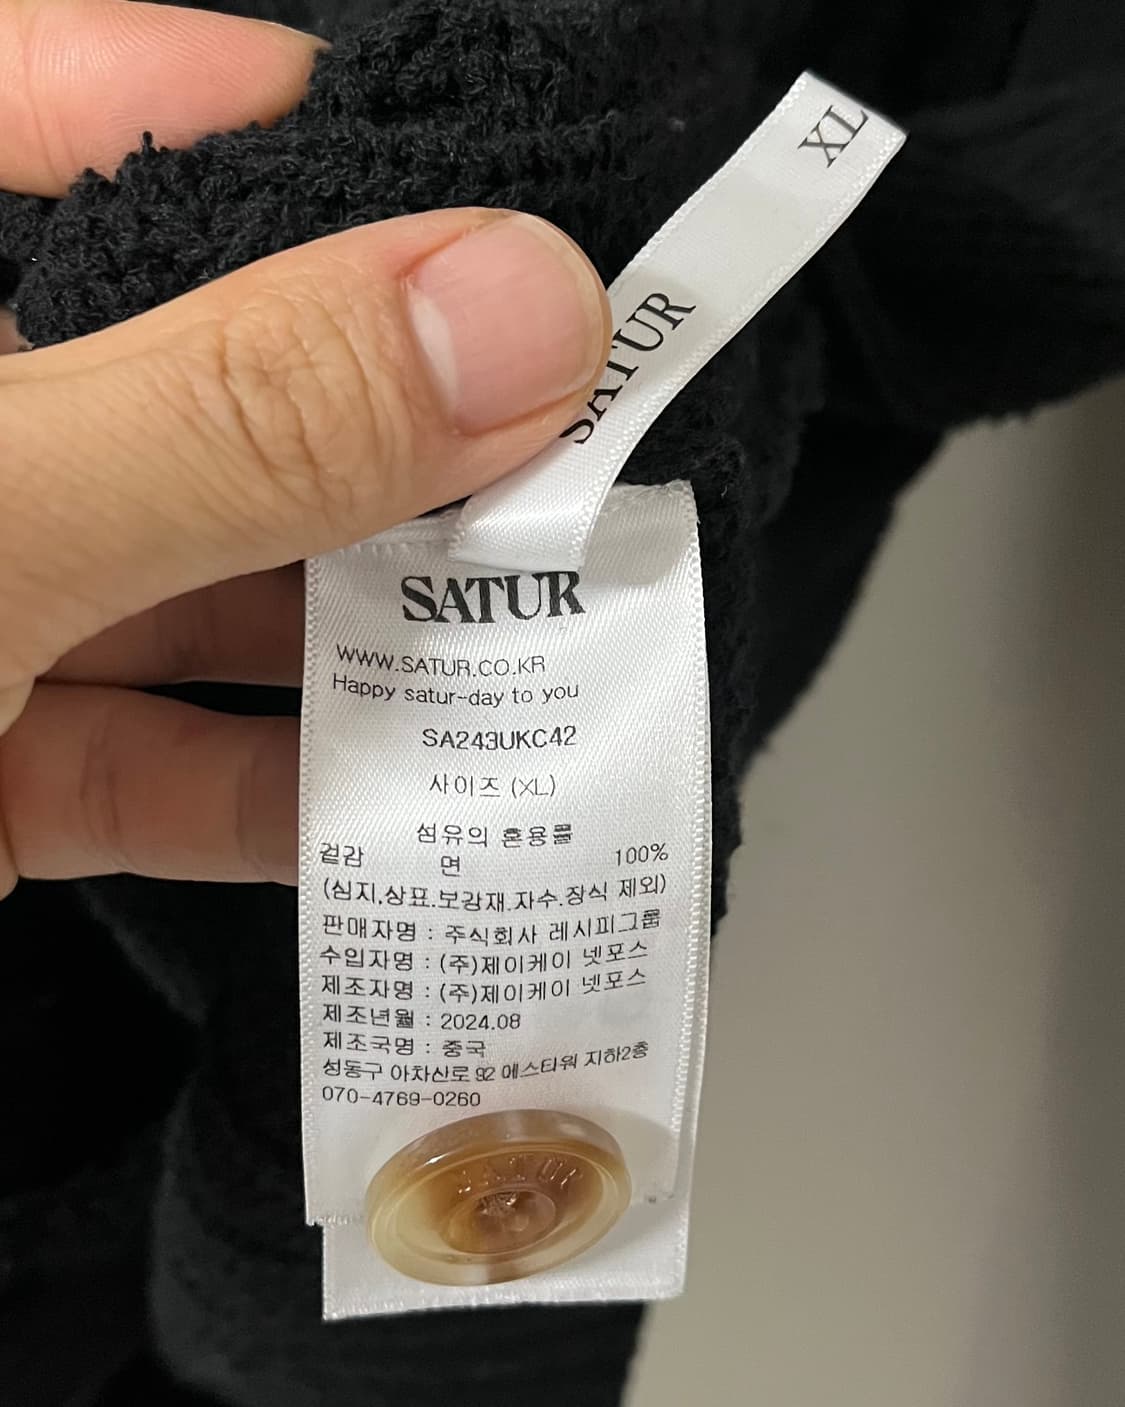 XL
SATUR
SATUR
WWW.SATUR.CO.KR
Happy satur-day to you
SA243UKC42
사이즈 (XL)
섬유의 혼용률
겉감 면 100%
(심지,상표.보강재.자수.장식 제외)
판매자명 : 주식회사 레시피그룹
수입자명 : (주)제이케이 넷포스
제조자명 : (주)제이케이 넷포스
제조년월 : 2024.08
제조국명 : 중국
성동구 아차산로 92 에스타워 지하2층
070-4769-0260
SATUR